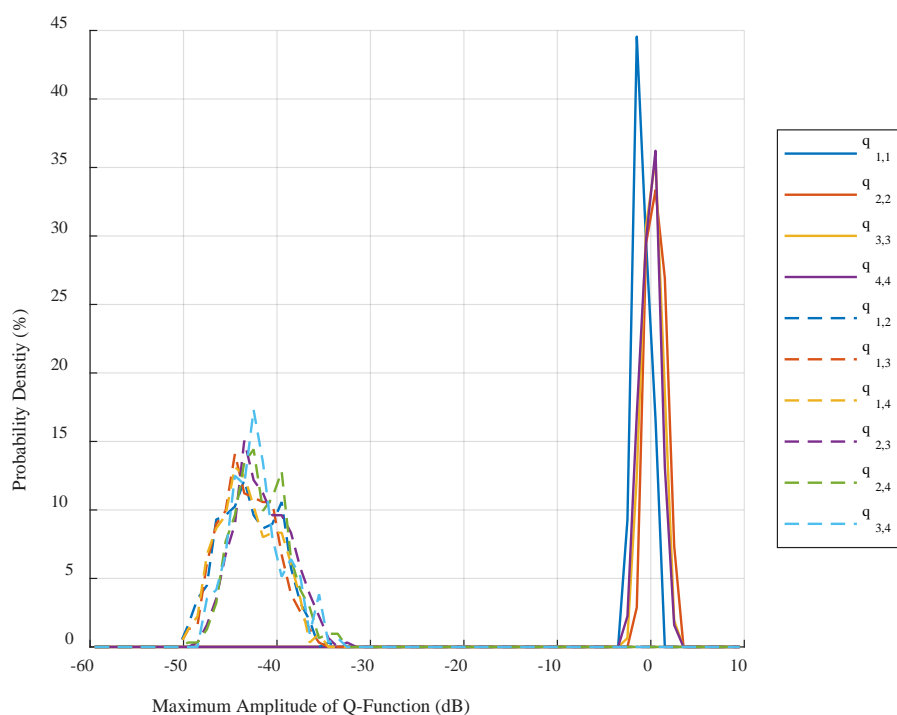 45
40
35
30
25
20
15
10
5
0
-60 -50 -40 -30 -20 -10 0 10
Probability Denstiy (%)
Maximum Amplitude of Q-Function (dB)
q 1,1
q 2,2
q 3,3
q 4,4
q 1,2
q 1,3
q 1,4
q 2,3
q 2,4
q 3,4